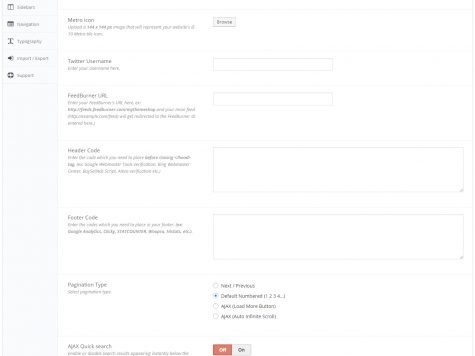 Sidebars
Navigation
Typography
Import / Export
Support
Metro icon
Upload a 144 x 144 px image that will represent your website's IE
10 Metro tile icon.
Browse
Twitter Username
Enter your Username here.
FeedBurner URL
Enter your FeedBurner's URL here, ex:
http://feeds.feedburner.com/mythemeshop and your main feed
(http://example.com/feed) will get redirected to the FeedBurner ID
entered here.)
Header Code
Enter the code which you need to place before closing </head>
tag. (ex: Google Webmaster Tools verification, Bing Webmaster
Center, BuySellAds Script, Alexa verification etc.)
Footer Code
Enter the codes which you need to place in your footer. (ex:
Google Analytics, Clicky, STATCOUNTER, Woopra, Histats, etc.).
Pagination Type
Select pagination type.
Next / Previous
Default Numbered (1 2 3 4...)
AJAX (Load More Button)
AJAX (Auto Infinite Scroll)
AJAX Quick search
Enable or disable search results appearing instantly below the
Off
On